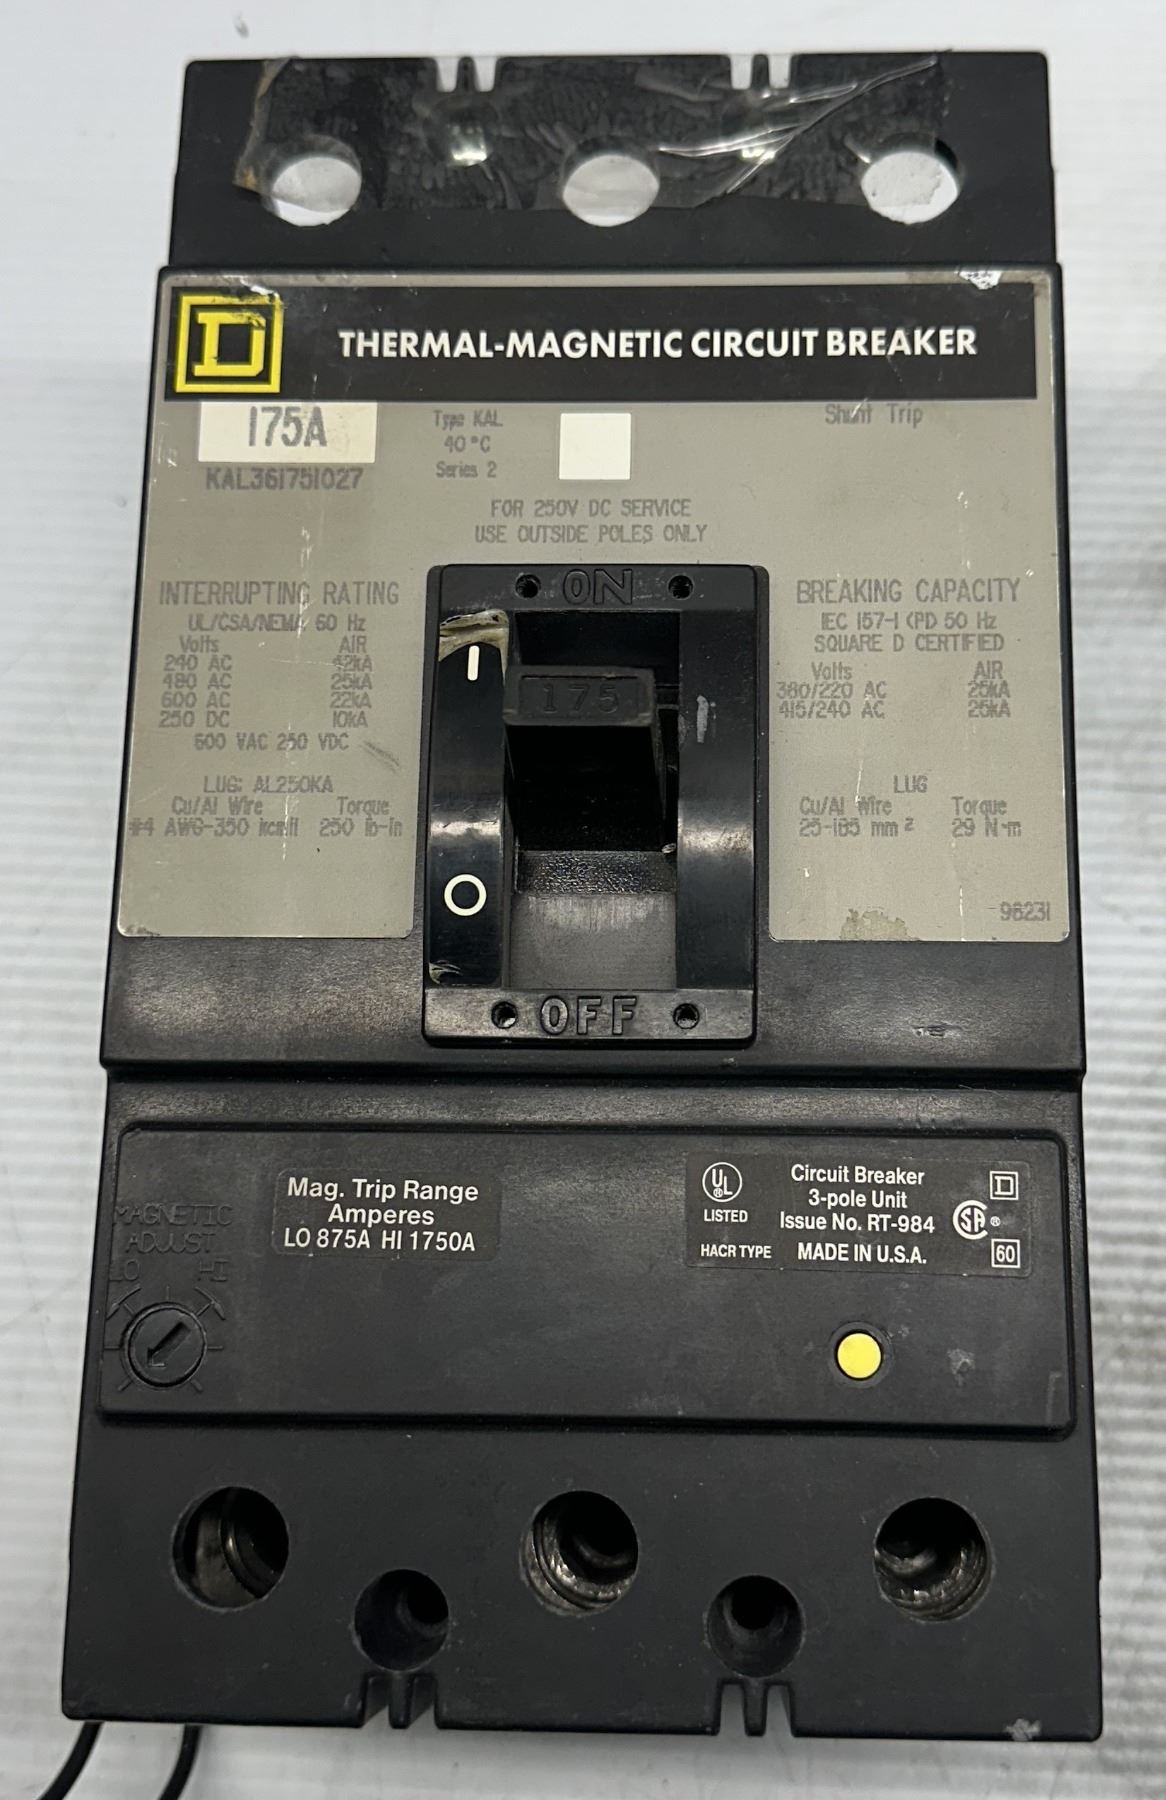 D
THERMAL-MAGNETIC CIRCUIT BREAKER
175A
KAL361751027
Type KAL
40°C
Series 2
Shunt Trip
FOR 250V DC SERVICE
USE OUTSIDE POLES ONLY
INTERRUPTING RATING
UL/CSA/NEMA 60 Hz
Volts AIR
240 AC 42kA
480 AC 25kA
600 AC 22kA
250 DC 10kA
600 VAC 250 VDC
LUG: AL250KA
Cu/Al Wire Torque
#4 AWG-350 kcmil 250 lb-in
ON
I
175
O
OFF
BREAKING CAPACITY
IEC 157-1 (PD 50 Hz
SQUARE D CERTIFIED
Volts AIR
380/220 AC 25kA
415/240 AC 25kA
LUG
Cu/Al Wire Torque
25-185 mm² 29 N-m
96231
MAGNETIC
ADJUST
LO HI
Mag. Trip Range
Amperes
LO 875A HI 1750A
UL ®
LISTED
HACR TYPE
Circuit Breaker
3-pole Unit
Issue No. RT-984
MADE IN U.S.A.
D
SA ®
60